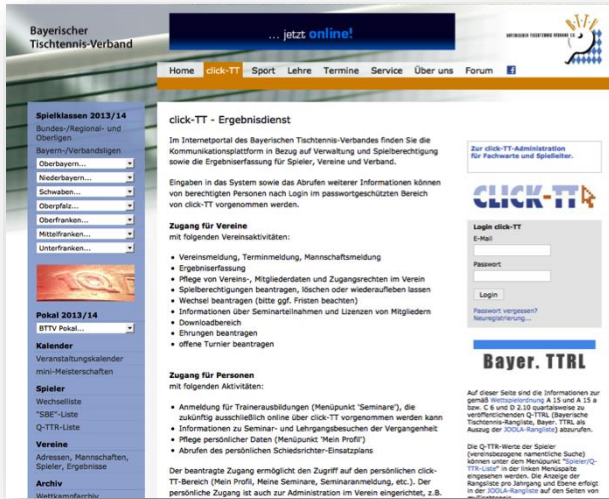 Bayerischer
Tischtennis-Verband
... jetzt online!
Home click-TT Sport Lehre Termine Service Über uns Forum
Spielklassen 2013/14
Bundes-/Regional- und
Oberligen
Bayern-/Verbandsligen
Oberbayern...
Niederbayern...
Schwaben...
Oberpfalz...
Oberfranken...
Mittelfranken...
Unterfranken...
Pokal 2013/14
BTTV Pokal...
Kalender
Veranstaltungskalender
mini-Meisterschaften
Spieler
Wechselliste
"SBE"-Liste
Q-TTR-Liste
Vereine
Adressen, Mannschaften,
Spieler, Ergebnisse
Archiv
Wettkampfarchiv
click-TT - Ergebnisdienst
Im Internetportal des Bayerischen Tischtennis-Verbandes finden Sie die
Kommunikationsplattform in Bezug auf Verwaltung und Spielberechtigung
sowie die Ergebniserfassung für Spieler, Vereine und Verband.
Eingaben in das System sowie das Abrufen weiterer Informationen können
von berechtigten Personen nach Login im passwortgeschützten Bereich
von click-TT vorgenommen werden.
Zugang für Vereine
mit folgenden Vereinsaktivitäten:
• Vereinsmeldung, Terminmeldung, Mannschaftsmeldung
• Ergebniserfassung
• Pflege von Vereins-, Mitgliederdaten und Zugangsrechten im Verein
• Spielberechtigungen beantragen, löschen oder wiederaufleben lassen
• Wechsel beantragen (bitte ggf. Fristen beachten)
• Informationen über Seminarteilnahmen und Lizenzen von Mitgliedern
• Downloadbereich
• Ehrungen beantragen
• offene Turnier beantragen
Zugang für Personen
mit folgenden Aktivitäten:
• Anmeldung für Trainerausbildungen (Menüpunkt 'Seminare'), die
zukünftig ausschließlich online über click-TT vorgenommen werden kann
• Informationen zu Seminar- und Lehrgangsbesuchen der Vergangenheit
• Pflege persönlicher Daten (Menüpunkt 'Mein Profil')
• Abrufen des persönlichen Schiedsrichter-Einsatzplans
Der beantragte Zugang ermöglicht den Zugriff auf den persönlichen click-
TT-Bereich (Mein Profil, Meine Seminare, Seminaranmeldung, etc.). Der
persönliche Zugang ist auch zur Administration im Verein eingerichtet, z.B.
Zur click-TT-Administration
für Fachwarte und Spielleiter.
CLICK-TT
Login click-TT
E-Mail
Passwort
Login
Passwort vergessen?
Neuregistrierung...
Bayer. TTRL
Auf dieser Seite sind die Informationen zur
gemäß Wettspielordnung A 15 und A 15 a
bzw. C 6 und D 2.10 quartalsweise zu
veröffentlichenden Q-TTRL (Bayerische
Tischtennis-Rangliste, Bayer. TTRL als
Auszug der JOOLA-Rangliste) abzurufen.
Die Q-TTR-Werte der Spieler
(vereinsbezogene namentliche Suche)
können unter dem Menüpunkt "Spieler/Q-
TTR-Liste" in der linken Menüspalte
eingesehen werden. Die Anzeige der
Rangliste pro Jahrgang und Ebene erfolgt
in der JOOLA-Rangliste auf den Seiten von